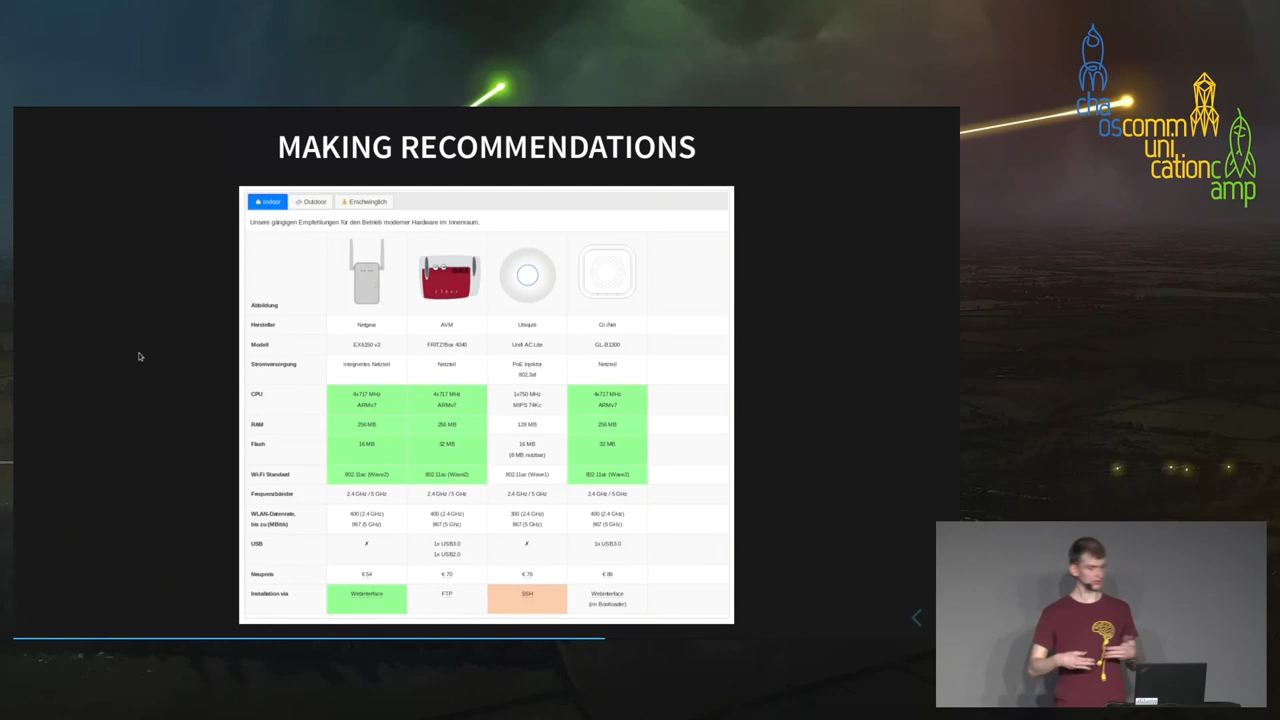 chaoscommunicationcamp
MAKING RECOMMENDATIONS
Indoor Outdoor Erschwinglich
Unsere gängigen Empfehlungen für den Betrieb moderner Hardware im Innenraum.
Abbildung
Hersteller Netgear AVM Ubiquiti GL.iNet
Modell EX6150 v2 FRITZ!Box 4040 Unifi AC Lite GL-B1300
Stromversorgung integriertes Netzteil Netzteil PoE Injektor Netzteil
802.3af
CPU 4x717 MHz 4x717 MHz 1x750 MHz 4x717 MHz
ARMv7 ARMv7 MIPS 74Kc ARMv7
RAM 256 MB 256 MB 128 MB 256 MB
Flash 16 MB 32 MB 16 MB 32 MB
(8 MB nutzbar)
Wi-Fi Standard 802.11ac (Wave2) 802.11ac (Wave2) 802.11ac (Wave1) 802.11ac (Wave2)
Frequenzbänder 2.4 GHz / 5 GHz 2.4 GHz / 5 GHz 2.4 GHz / 5 GHz 2.4 GHz / 5 GHz
WLAN-Datenrate, 400 (2.4 GHz) 400 (2.4 GHz) 300 (2.4 GHz) 400 (2.4 GHz)
bis zu (MBit/s) 867 (5 GHz) 867 (5 Ghz) 867 (5 GHz) 867 (5 GHz)
USB ✗ 1x USB3.0 ✗ 1x USB3.0
1x USB2.0
Neupreis € 54 € 70 € 78 € 89
Installation via Webinterface FTP SSH Webinterface
(im Bootloader)